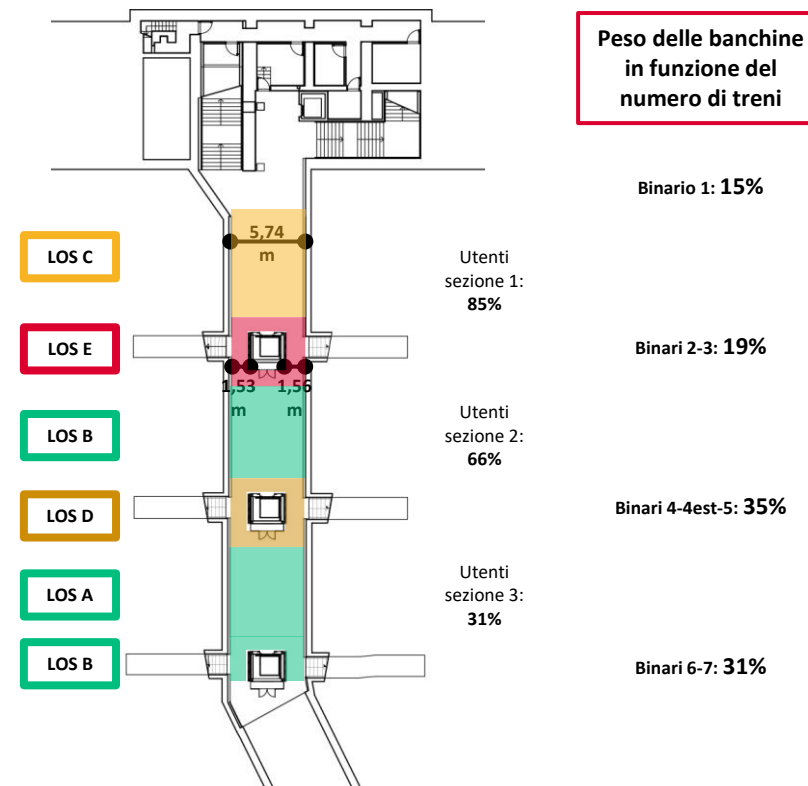 Peso delle banchine
in funzione del
numero di treni
Binario 1: 15%
5,74
m
LOS C
Utenti
sezione 1:
85%
LOS E
Binari 2-3: 19%
1,53
m
1,56
m
LOS B
Utenti
sezione 2:
66%
LOS D
Binari 4-4est-5: 35%
LOS A
Utenti
sezione 3:
31%
LOS B
Binari 6-7: 31%